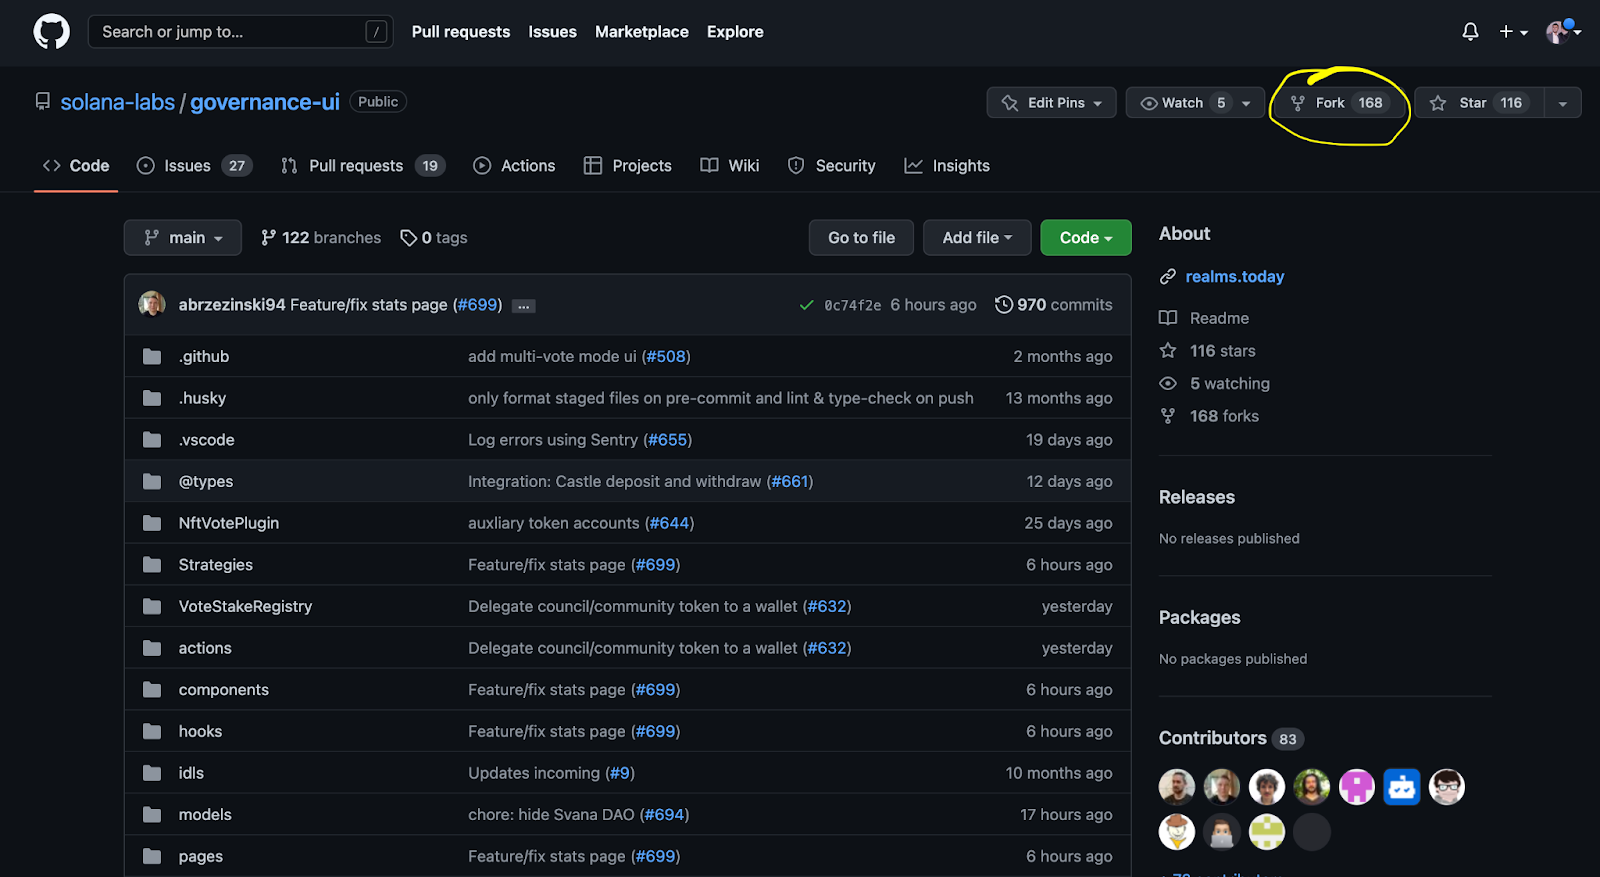 Search or jump to... /
Pull requests Issues Marketplace Explore
solana-labs / governance-ui Public
Edit Pins Watch 5 Fork 168 Star 116
Code Issues 27 Pull requests 19 Actions Projects Wiki Security Insights
main 122 branches 0 tags Go to file Add file Code
abrzezinski94 Feature/fix stats page (#699) ... 0c74f2e 6 hours ago 970 commits
.github add multi-vote mode ui (#508) 2 months ago
.husky only format staged files on pre-commit and lint & type-check on push 13 months ago
.vscode Log errors using Sentry (#655) 19 days ago
@types Integration: Castle deposit and withdraw (#661) 12 days ago
NftVotePlugin auxliary token accounts (#644) 25 days ago
Strategies Feature/fix stats page (#699) 6 hours ago
VoteStakeRegistry Delegate council/community token to a wallet (#632) yesterday
actions Delegate council/community token to a wallet (#632) yesterday
components Feature/fix stats page (#699) 6 hours ago
hooks Feature/fix stats page (#699) 6 hours ago
idls Updates incoming (#9) 10 months ago
models chore: hide Svana DAO (#694) 17 hours ago
pages Feature/fix stats page (#699) 6 hours ago
About
realms.today
Readme
116 stars
5 watching
168 forks
Releases
No releases published
Packages
No packages published
Contributors 83